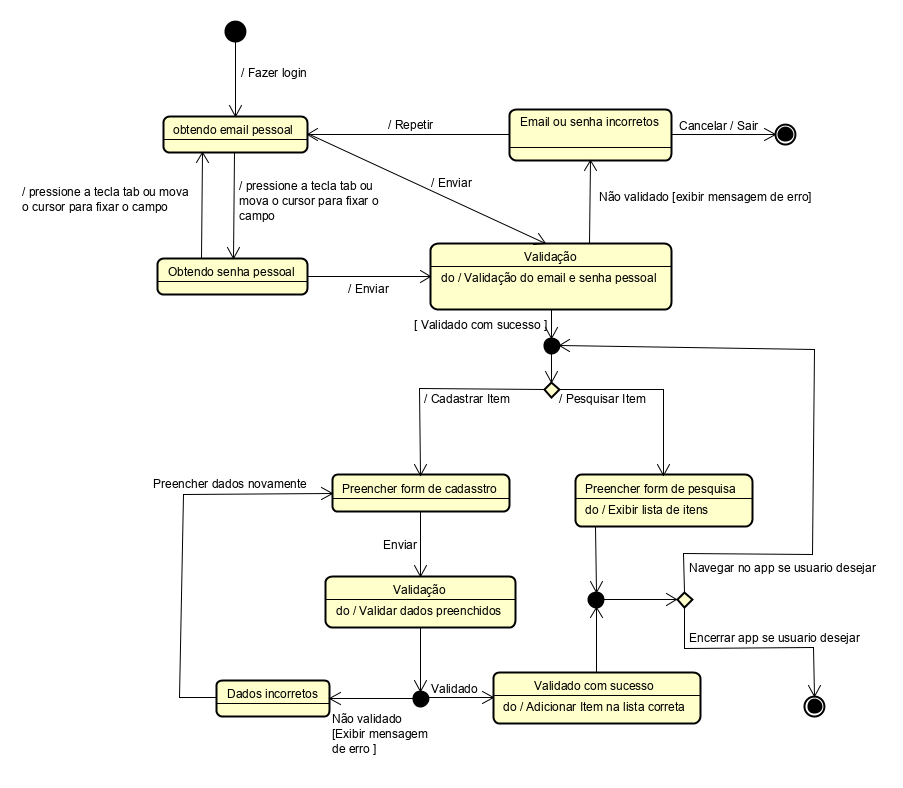 / Fazer login
obtendo email pessoal
/ Repetir
Email ou senha incorretos
Cancelar / Sair
/ pressione a tecla tab ou mova
o cursor para fixar o campo
/ pressione a tecla tab ou
mova o cursor para fixar o
campo
/ Enviar
Não validado [exibir mensagem de erro]
Obtendo senha pessoal
/ Enviar
Validação
do / Validação do email e senha pessoal
[ Validado com sucesso ]
/ Cadastrar Item
/ Pesquisar Item
Preencher dados novamente
Preencher form de cadasstro
Preencher form de pesquisa
do / Exibir lista de itens
Enviar
Validação
do / Validar dados preenchidos
Navegar no app se usuario desejar
Encerrar app se usuario desejar
Dados incorretos
Validado
Validado com sucesso
do / Adicionar Item na lista correta
Não validado
[Exibir mensagem
de erro ]